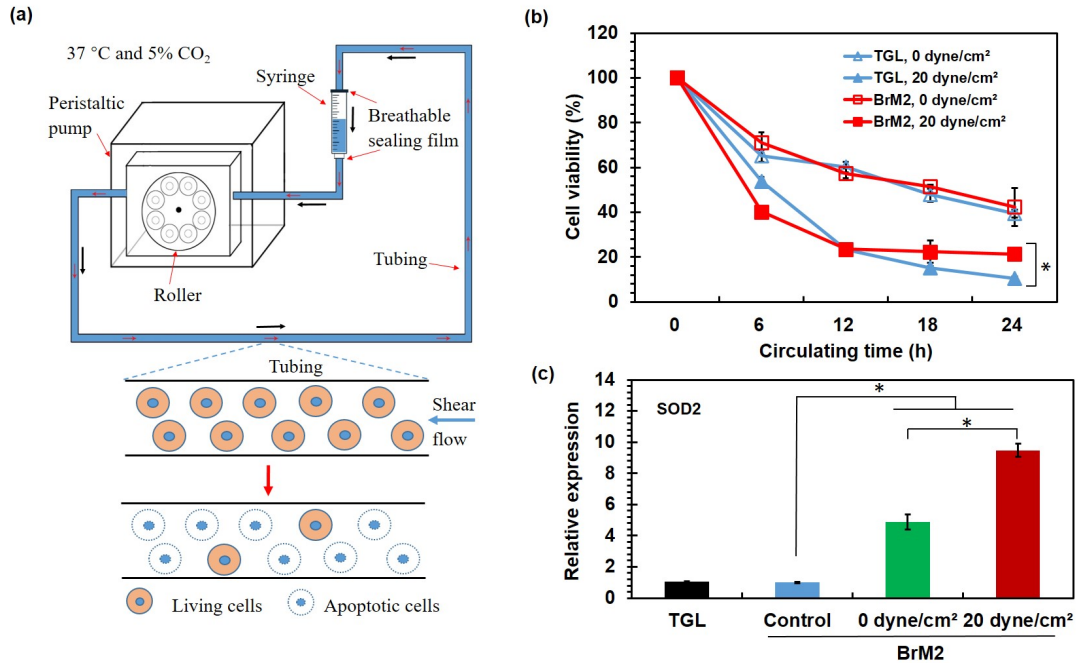 (a)
37 °C and 5% CO₂
Syringe
Peristaltic
pump
Breathable
sealing film
Roller
Tubing
Tubing
Shear
flow
Living cells
Apoptotic cells
(b)
Cell viability (%)
120
100
80
60
40
20
0
0
6
12
18
24
Circulating time (h)
TGL, 0 dyne/cm²
TGL, 20 dyne/cm²
BrM2, 0 dyne/cm²
BrM2, 20 dyne/cm²
*
(c)
Relative expression
14
12
10
8
6
4
2
0
SOD2
*
*
TGL
Control
0 dyne/cm²
20 dyne/cm²
BrM2